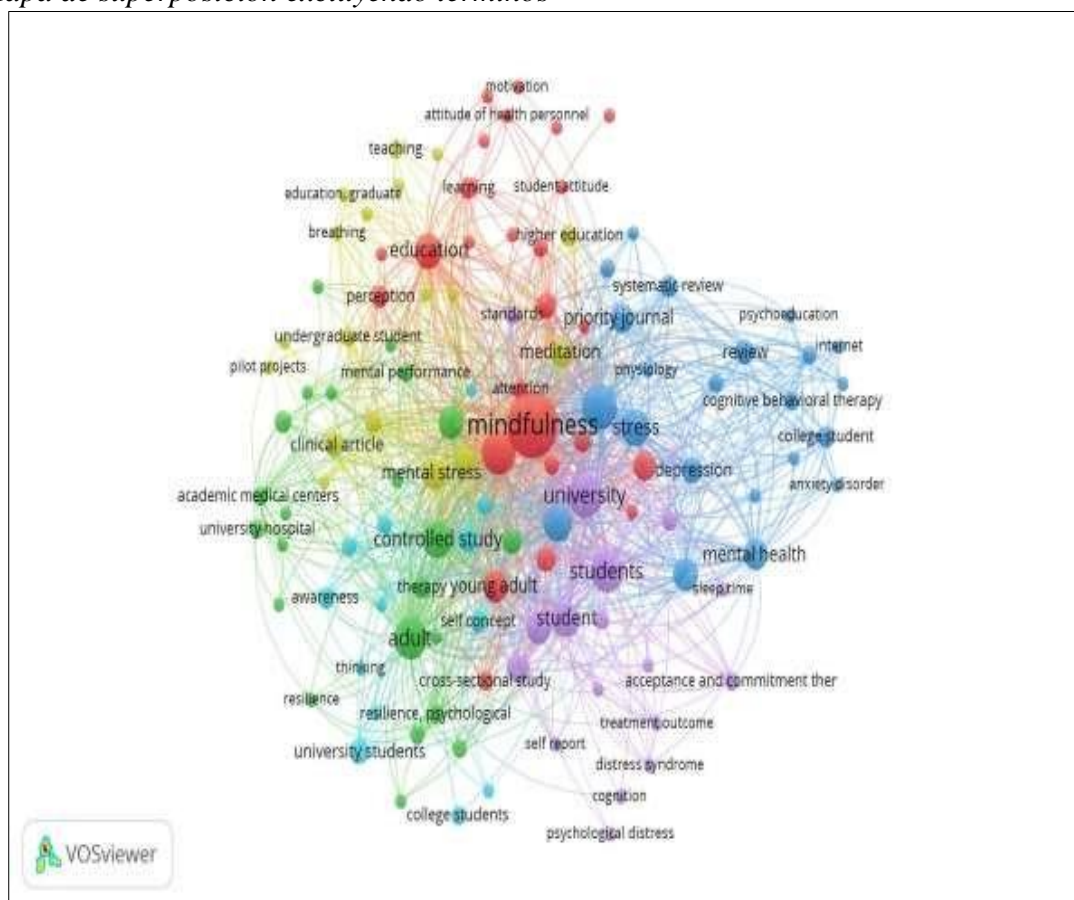 mapa de superposición excluyendo términos
motivation
attitude of health personnel
teaching
learning
student attitude
education, graduate
breathing
education
higher education
perception
systematic review
standards
priority journal
psychoeducation
undergraduate student
meditation
review
internet
pilot projects
mental performance
physiology
attention
cognitive behavioral therapy
mindfulness
stress
college student
clinical article
mental stress
depression
anxiety disorder
academic medical centers
university
university hospital
controlled study
mental health
students
therapy
young adult
sleep time
awareness
self concept
student
adult
thinking
cross-sectional study
acceptance and commitment ther
resilience
resilience, psychological
treatment outcome
university students
self report
distress syndrome
cognition
college students
psychological distress
VOSviewer